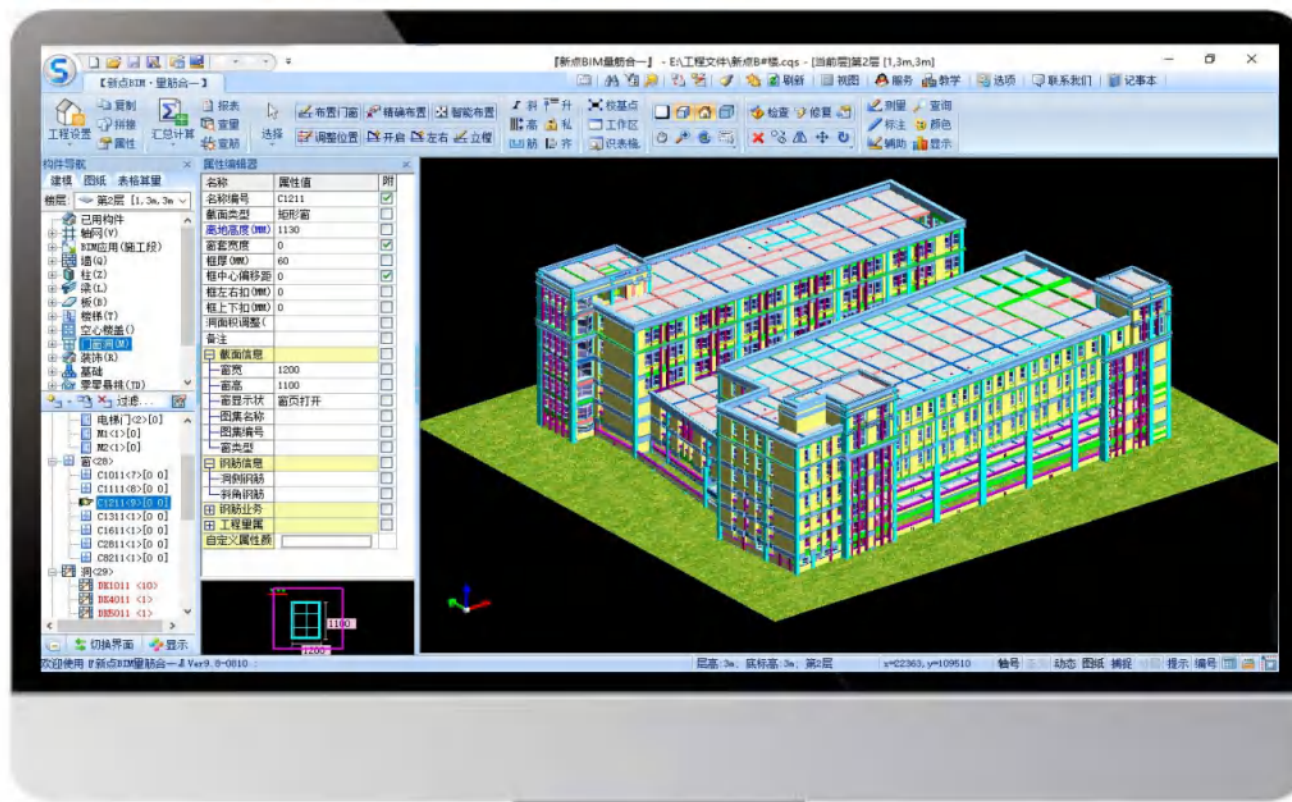 【新点BIM量筋合一】 - E:\工程文件\新点B#楼.cqs - [当前层]第2层 [1,3m,3m]
【新点BIM·量筋合一】
刷新 视图 服务 教学 选项 联系我们 记事本
工程设置 复制 拼接 属性
汇总计算 报表 查量 查筋
选择 布置门窗 精确布置 智能布置
调整位置 开启 左右 立樘
斜 升 高 私 筋 齐
校基点 工作区 识表格
检查 修复
测量 查询
标注 颜色
辅助 显示
构件导航
建模 图纸 表格算量
楼层: 第2层 [1,3m,3m
已用构件
轴网(V)
BIM应用(施工段)
墙(Q)
柱(Z)
梁(L)
板(B)
楼梯(T)
空心楼盖()
门窗洞(M)
装饰(R)
基础
零星悬挑(TD)
过滤...
电梯门<2>[0]
M1<1>[0]
M2<1>[0]
窗<28>
C1011<7>[0 0]
C1111<8>[0 0]
C1211<9>[0 0]
C1311<1>[0 0]
C1611<1>[0 0]
C2811<1>[0 0]
C8211<1>[0 0]
洞<29>
DK1011 <10>
DK4011 <1>
DK5011 <1>
切换界面 显示
属性编辑器
名称 属性值 附
名称编号 C1211
截面类型 矩形窗
离地高度(MM) 1130
窗套宽度 0
框厚(MM) 60
框中心偏移距 0
框左右扣(MM) 0
框上下扣(MM) 0
洞面积调整(
备注
截面信息
窗宽 1200
窗高 1100
窗显示状 窗页打开
图集名称
图集编号
窗类型
钢筋信息
洞侧钢筋
斜角钢筋
钢筋业务
工程量属
自定义属性颜
1100
1200
欢迎使用『新点BIM量筋合一』Ver9.8-0810 :
层高:3m, 底标高:3m, 第2层 x=22363,y=109510 轴号 动态 图纸 捕捉 提示 编号